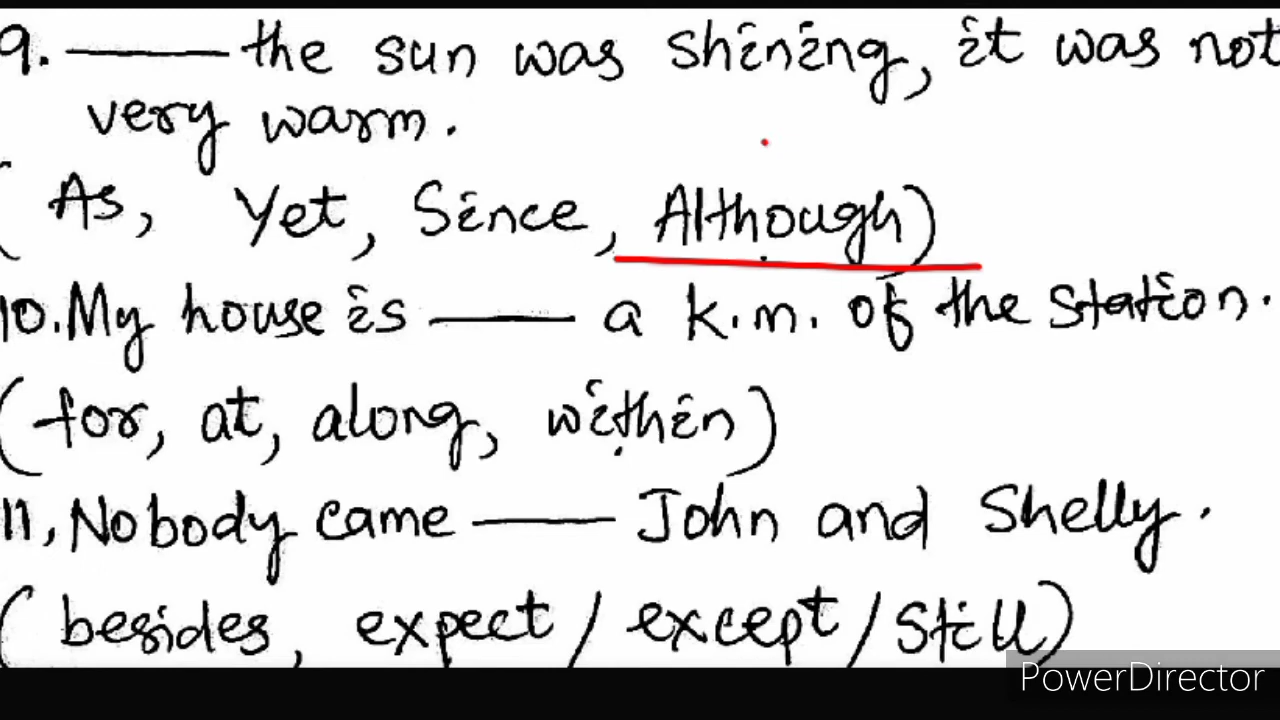 9. ——— the sun was shining, it was not
very warm.
( As, Yet, Since, Although)
10. My house is ——— a k.m. of the station.
(for, at, along, within)
11, Nobody came ——— John and Shelly.
( besides, expect / except / still)
PowerDirector